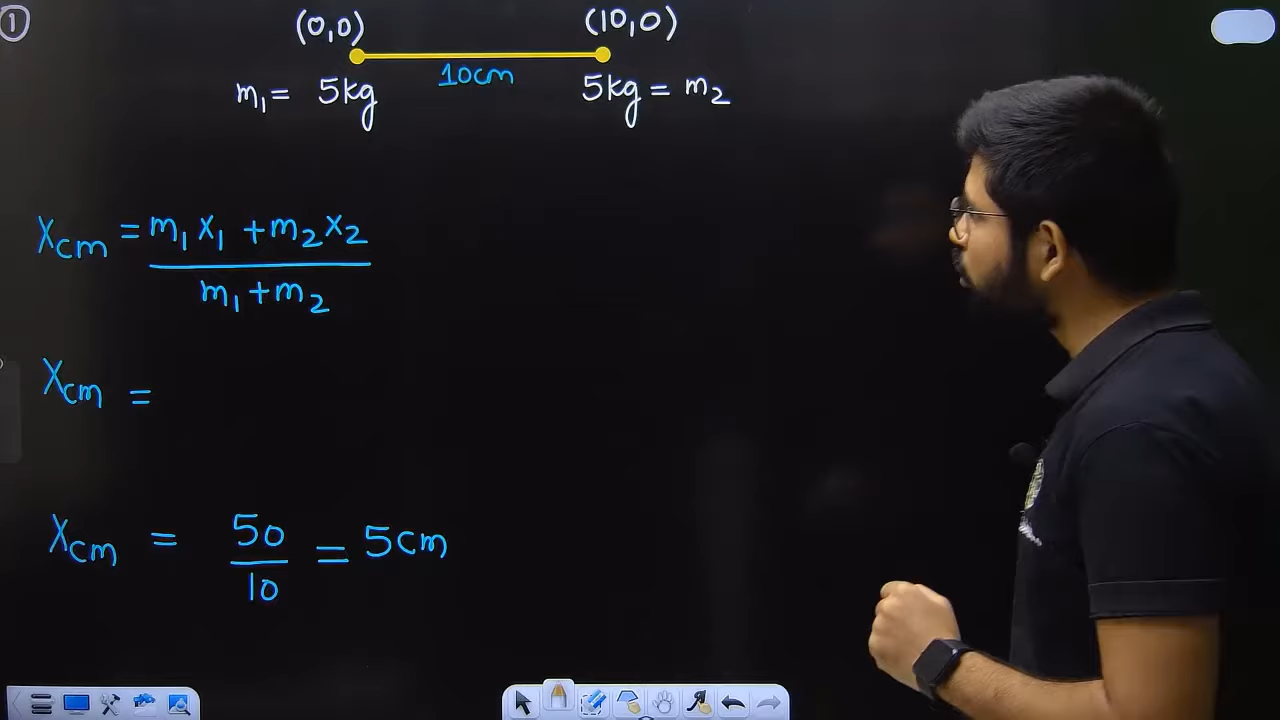 1
(0,0) (10,0)
10cm
m₁ = 5kg 5kg = m₂
Xcm = m₁x₁ + m₂x₂ / m₁ + m₂
Xcm =
Xcm = 50 / 10 = 5cm